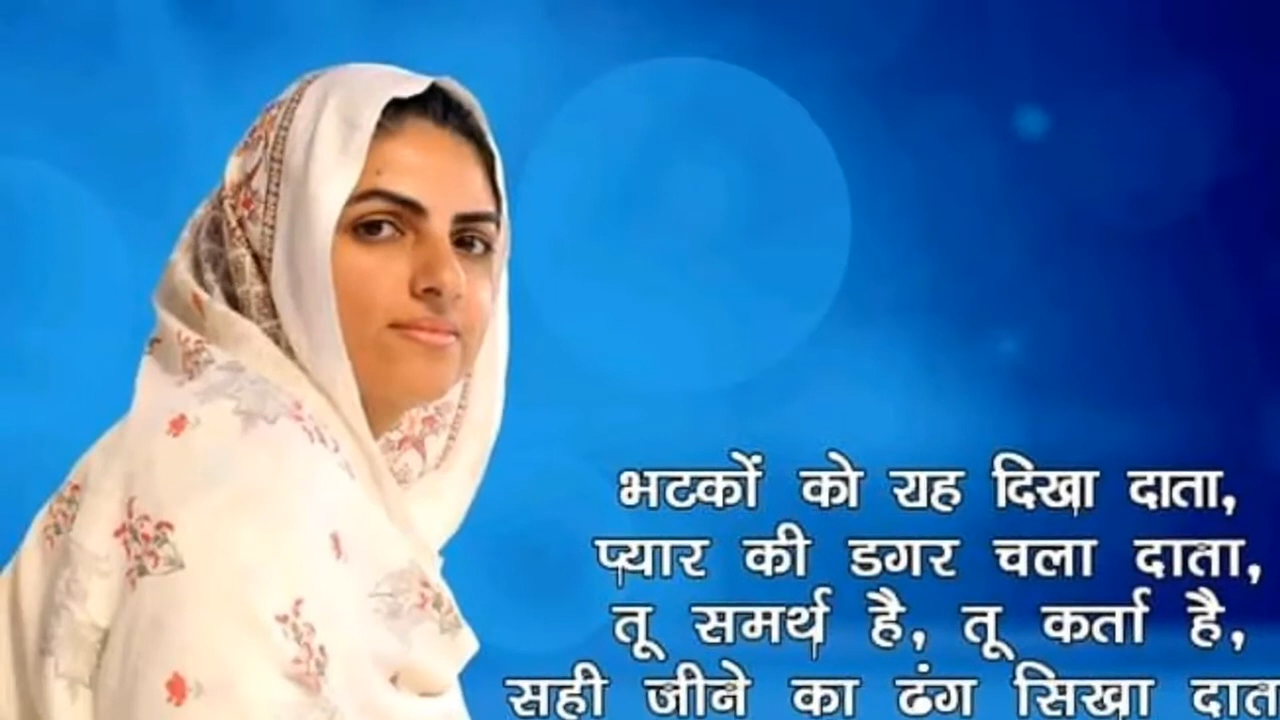 भटकों को राह दिखा दाता,
प्यार की डगर चला दाता,
तू समर्थ है, तू कर्ता है,
सही जीने का ढंग सिखा दात